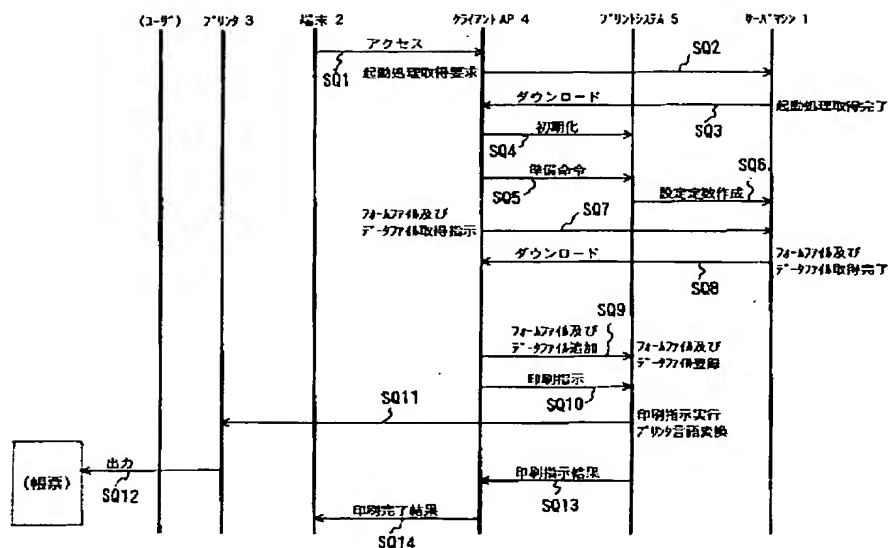 (ﾕｰｻﾞ) ﾌﾟﾘﾝﾀ 3 端末 2 ｸﾗｲｱﾝﾄAP 4 ﾌﾟﾘﾝﾄｼｽﾃﾑ 5 ｻｰﾊﾞﾏｼﾝ 1
アクセス
SQ1
起動処理取得要求
SQ2
ダウンロード
起動処理取得完了
SQ3
初期化
SQ4
準備命令
SQ5
SQ6
設定定数作成
ﾌｫｰﾑﾌｧｲﾙ及び
ﾃﾞｰﾀﾌｧｲﾙ取得指示
SQ7
ダウンロード
ﾌｫｰﾑﾌｧｲﾙ及び
ﾃﾞｰﾀﾌｧｲﾙ取得完了
SQ8
SQ9
ﾌｫｰﾑﾌｧｲﾙ及び
ﾃﾞｰﾀﾌｧｲﾙ追加
ﾌｫｰﾑﾌｧｲﾙ及び
ﾃﾞｰﾀﾌｧｲﾙ登録
印刷指示
SQ10
SQ11
印刷指示実行
ﾌﾟﾘﾝﾀ言語変換
(帳票)
出力
SQ12
印刷指示結果
SQ13
印刷完了結果
SQ14